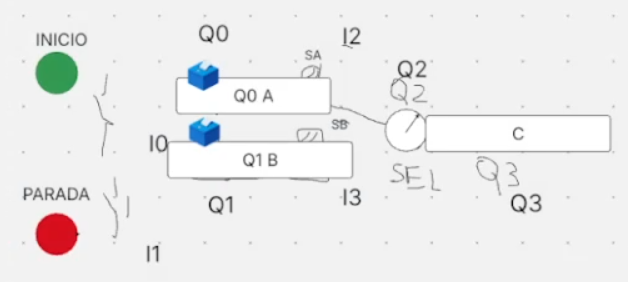 Q0
I2
INICIO
SA
Q2
Q2
Q0 A
SB
C
I0
Q1 B
SEL
Q3
PARADA
Q1
I3
Q3
I1